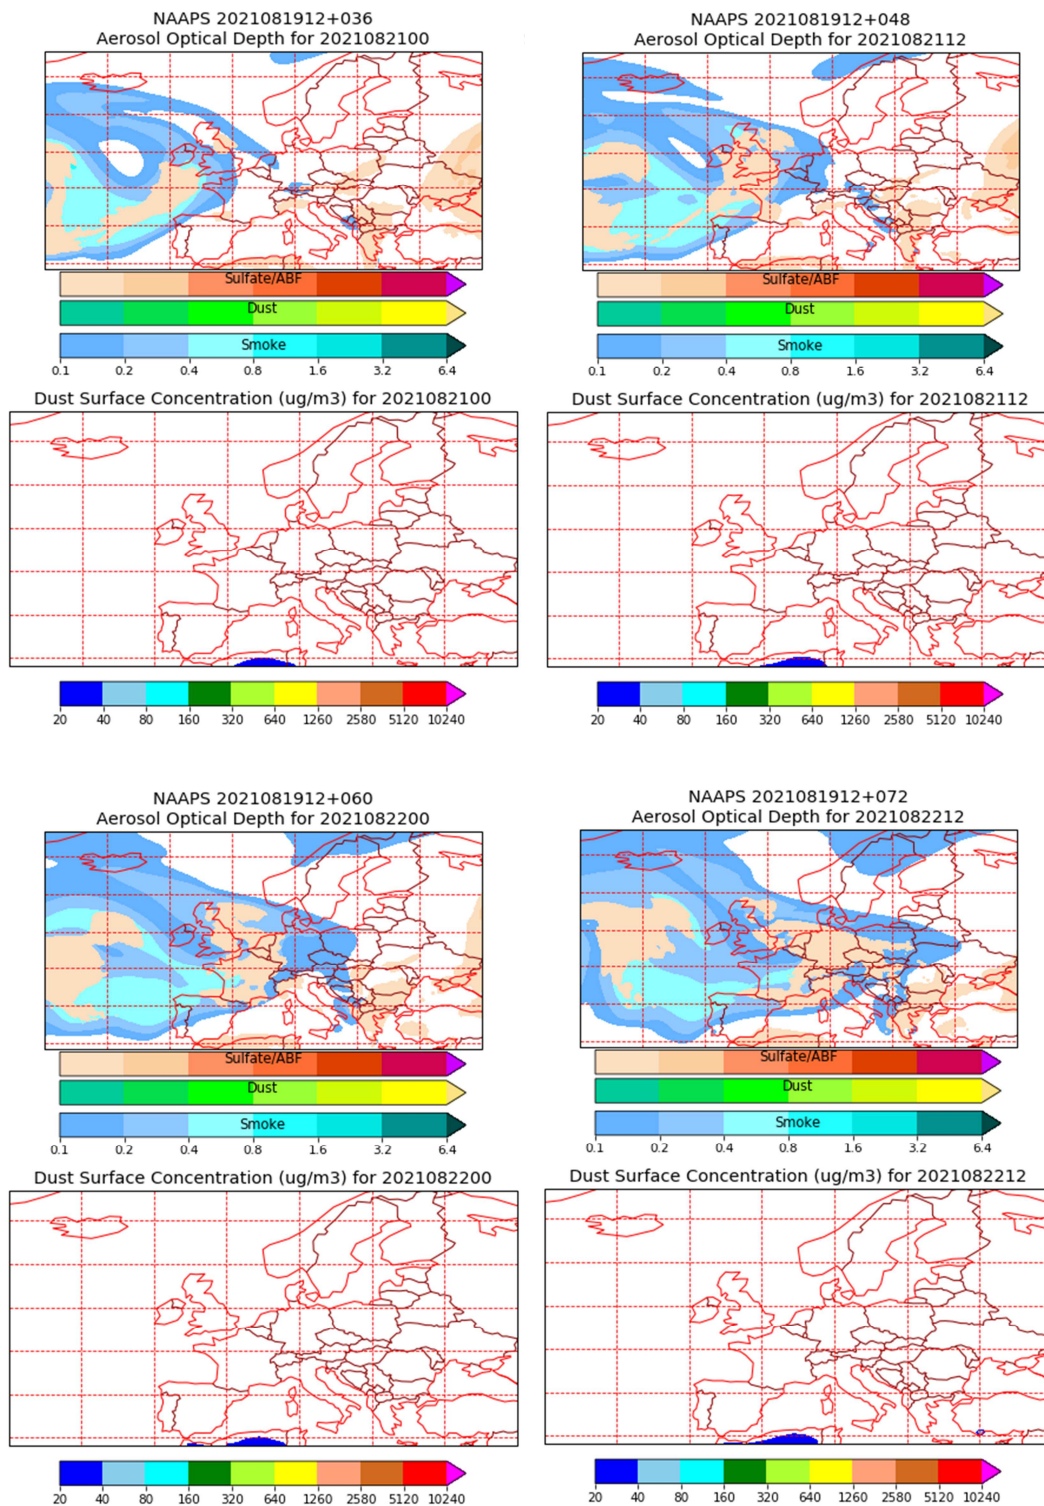 NAAPS 2021081912+036
Aerosol Optical Depth for 2021082100
Sulfate/ABF
Dust
Smoke
0.1 0.2 0.4 0.8 1.6 3.2 6.4
Dust Surface Concentration (ug/m3) for 2021082100
20 40 80 160 320 640 1260 2580 5120 10240
NAAPS 2021081912+048
Aerosol Optical Depth for 2021082112
Sulfate/ABF
Dust
Smoke
0.1 0.2 0.4 0.8 1.6 3.2 6.4
Dust Surface Concentration (ug/m3) for 2021082112
20 40 80 160 320 640 1260 2580 5120 10240
NAAPS 2021081912+060
Aerosol Optical Depth for 2021082200
Sulfate/ABF
Dust
Smoke
0.1 0.2 0.4 0.8 1.6 3.2 6.4
Dust Surface Concentration (ug/m3) for 2021082200
20 40 80 160 320 640 1260 2580 5120 10240
NAAPS 2021081912+072
Aerosol Optical Depth for 2021082212
Sulfate/ABF
Dust
Smoke
0.1 0.2 0.4 0.8 1.6 3.2 6.4
Dust Surface Concentration (ug/m3) for 2021082212
20 40 80 160 320 640 1260 2580 5120 10240